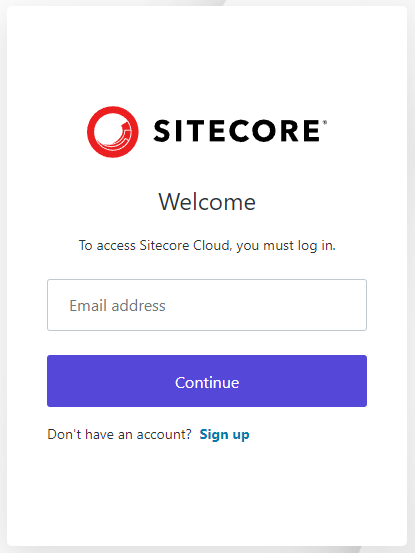 SITECORE®
Welcome
To access Sitecore Cloud, you must log in.
Email address
Continue
Don't have an account? Sign up